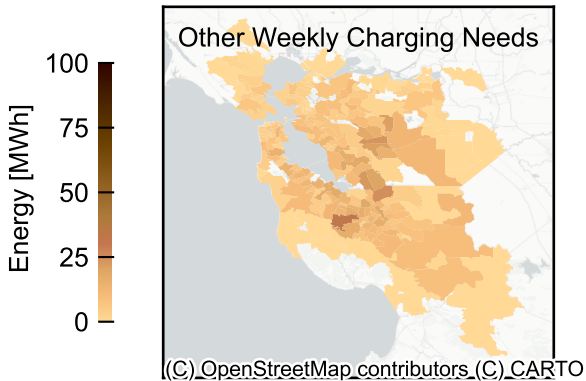 Other Weekly Charging Needs
Energy [MWh]
100
75
50
25
0
(C) OpenStreetMap contributors (C) CARTO